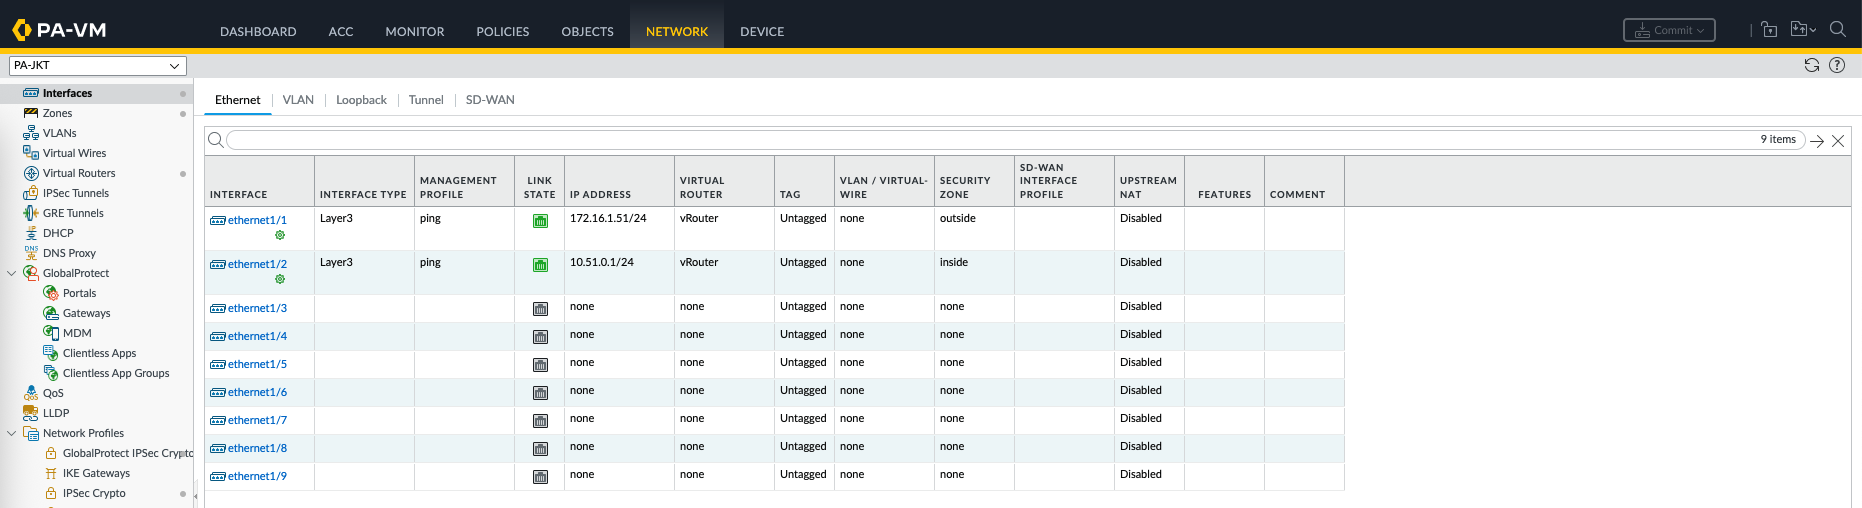 PA-VM
DASHBOARD ACC MONITOR POLICIES OBJECTS NETWORK DEVICE
Commit
PA-JKT
Interfaces
Zones
VLANs
Virtual Wires
Virtual Routers
IPSec Tunnels
GRE Tunnels
DHCP
DNS Proxy
GlobalProtect
Portals
Gateways
MDM
Clientless Apps
Clientless App Groups
QoS
LLDP
Network Profiles
GlobalProtect IPSec Crypto
IKE Gateways
IPSec Crypto
Ethernet VLAN Loopback Tunnel SD-WAN
9 items
INTERFACE INTERFACE TYPE MANAGEMENT PROFILE LINK STATE IP ADDRESS VIRTUAL ROUTER TAG VLAN / VIRTUAL-WIRE SECURITY ZONE SD-WAN INTERFACE PROFILE UPSTREAM NAT FEATURES COMMENT
ethernet1/1 Layer3 ping 172.16.1.51/24 vRouter Untagged none outside Disabled
ethernet1/2 Layer3 ping 10.51.0.1/24 vRouter Untagged none inside Disabled
ethernet1/3 none none Untagged none none Disabled
ethernet1/4 none none Untagged none none Disabled
ethernet1/5 none none Untagged none none Disabled
ethernet1/6 none none Untagged none none Disabled
ethernet1/7 none none Untagged none none Disabled
ethernet1/8 none none Untagged none none Disabled
ethernet1/9 none none Untagged none none Disabled